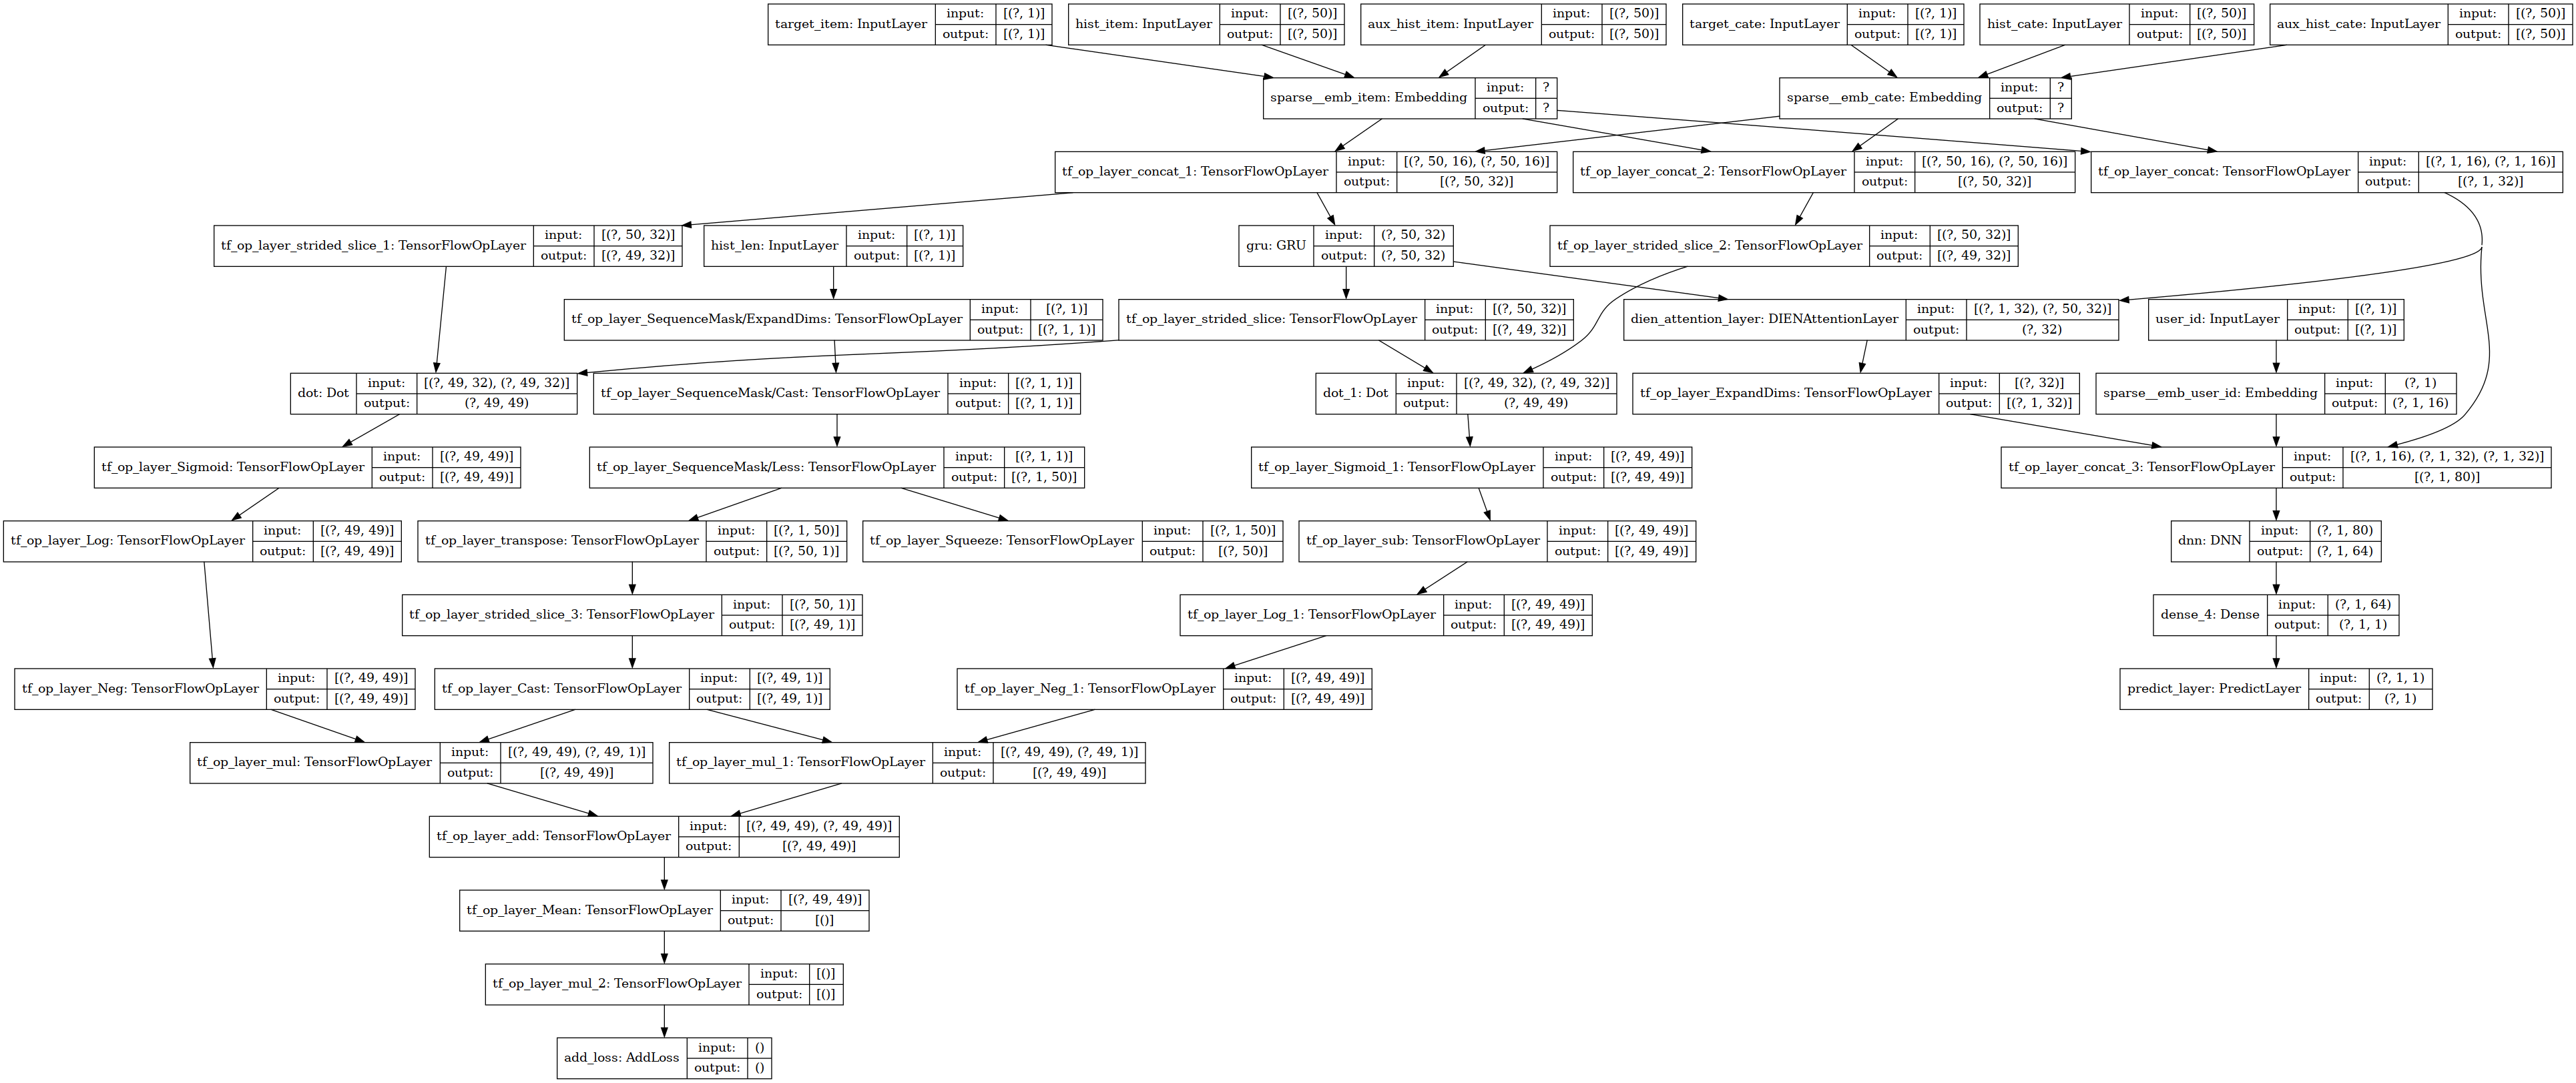 target_item: InputLayer input: [(?, 1)] output: [(?, 1)]
hist_item: InputLayer input: [(?, 50)] output: [(?, 50)]
aux_hist_item: InputLayer input: [(?, 50)] output: [(?, 50)]
target_cate: InputLayer input: [(?, 1)] output: [(?, 1)]
hist_cate: InputLayer input: [(?, 50)] output: [(?, 50)]
aux_hist_cate: InputLayer input: [(?, 50)] output: [(?, 50)]
sparse__emb_item: Embedding input: ? output: ?
sparse__emb_cate: Embedding input: ? output: ?
tf_op_layer_concat_1: TensorFlowOpLayer input: [(?, 50, 16), (?, 50, 16)] output: [(?, 50, 32)]
tf_op_layer_concat_2: TensorFlowOpLayer input: [(?, 50, 16), (?, 50, 16)] output: [(?, 50, 32)]
tf_op_layer_concat: TensorFlowOpLayer input: [(?, 1, 16), (?, 1, 16)] output: [(?, 1, 32)]
tf_op_layer_strided_slice_1: TensorFlowOpLayer input: [(?, 50, 32)] output: [(?, 49, 32)]
hist_len: InputLayer input: [(?, 1)] output: [(?, 1)]
gru: GRU input: (?, 50, 32) output: (?, 50, 32)
tf_op_layer_strided_slice_2: TensorFlowOpLayer input: [(?, 50, 32)] output: [(?, 49, 32)]
tf_op_layer_SequenceMask/ExpandDims: TensorFlowOpLayer input: [(?, 1)] output: [(?, 1, 1)]
tf_op_layer_strided_slice: TensorFlowOpLayer input: [(?, 50, 32)] output: [(?, 49, 32)]
dien_attention_layer: DIENAttentionLayer input: [(?, 1, 32), (?, 50, 32)] output: (?, 32)
user_id: InputLayer input: [(?, 1)] output: [(?, 1)]
dot: Dot input: [(?, 49, 32), (?, 49, 32)] output: (?, 49, 49)
tf_op_layer_SequenceMask/Cast: TensorFlowOpLayer input: [(?, 1, 1)] output: [(?, 1, 1)]
dot_1: Dot input: [(?, 49, 32), (?, 49, 32)] output: (?, 49, 49)
tf_op_layer_ExpandDims: TensorFlowOpLayer input: [(?, 32)] output: [(?, 1, 32)]
sparse__emb_user_id: Embedding input: (?, 1) output: (?, 1, 16)
tf_op_layer_Sigmoid: TensorFlowOpLayer input: [(?, 49, 49)] output: [(?, 49, 49)]
tf_op_layer_SequenceMask/Less: TensorFlowOpLayer input: [(?, 1, 1)] output: [(?, 1, 50)]
tf_op_layer_Sigmoid_1: TensorFlowOpLayer input: [(?, 49, 49)] output: [(?, 49, 49)]
tf_op_layer_concat_3: TensorFlowOpLayer input: [(?, 1, 16), (?, 1, 32), (?, 1, 32)] output: [(?, 1, 80)]
tf_op_layer_Log: TensorFlowOpLayer input: [(?, 49, 49)] output: [(?, 49, 49)]
tf_op_layer_transpose: TensorFlowOpLayer input: [(?, 1, 50)] output: [(?, 50, 1)]
tf_op_layer_Squeeze: TensorFlowOpLayer input: [(?, 1, 50)] output: [(?, 50)]
tf_op_layer_sub: TensorFlowOpLayer input: [(?, 49, 49)] output: [(?, 49, 49)]
dnn: DNN input: (?, 1, 80) output: (?, 1, 64)
tf_op_layer_strided_slice_3: TensorFlowOpLayer input: [(?, 50, 1)] output: [(?, 49, 1)]
tf_op_layer_Log_1: TensorFlowOpLayer input: [(?, 49, 49)] output: [(?, 49, 49)]
dense_4: Dense input: (?, 1, 64) output: (?, 1, 1)
tf_op_layer_Neg: TensorFlowOpLayer input: [(?, 49, 49)] output: [(?, 49, 49)]
tf_op_layer_Cast: TensorFlowOpLayer input: [(?, 49, 1)] output: [(?, 49, 1)]
tf_op_layer_Neg_1: TensorFlowOpLayer input: [(?, 49, 49)] output: [(?, 49, 49)]
predict_layer: PredictLayer input: (?, 1, 1) output: (?, 1)
tf_op_layer_mul: TensorFlowOpLayer input: [(?, 49, 49), (?, 49, 1)] output: [(?, 49, 49)]
tf_op_layer_mul_1: TensorFlowOpLayer input: [(?, 49, 49), (?, 49, 1)] output: [(?, 49, 49)]
tf_op_layer_add: TensorFlowOpLayer input: [(?, 49, 49), (?, 49, 49)] output: [(?, 49, 49)]
tf_op_layer_Mean: TensorFlowOpLayer input: [(?, 49, 49)] output: [()]
tf_op_layer_mul_2: TensorFlowOpLayer input: [()] output: [()]
add_loss: AddLoss input: () output: ()